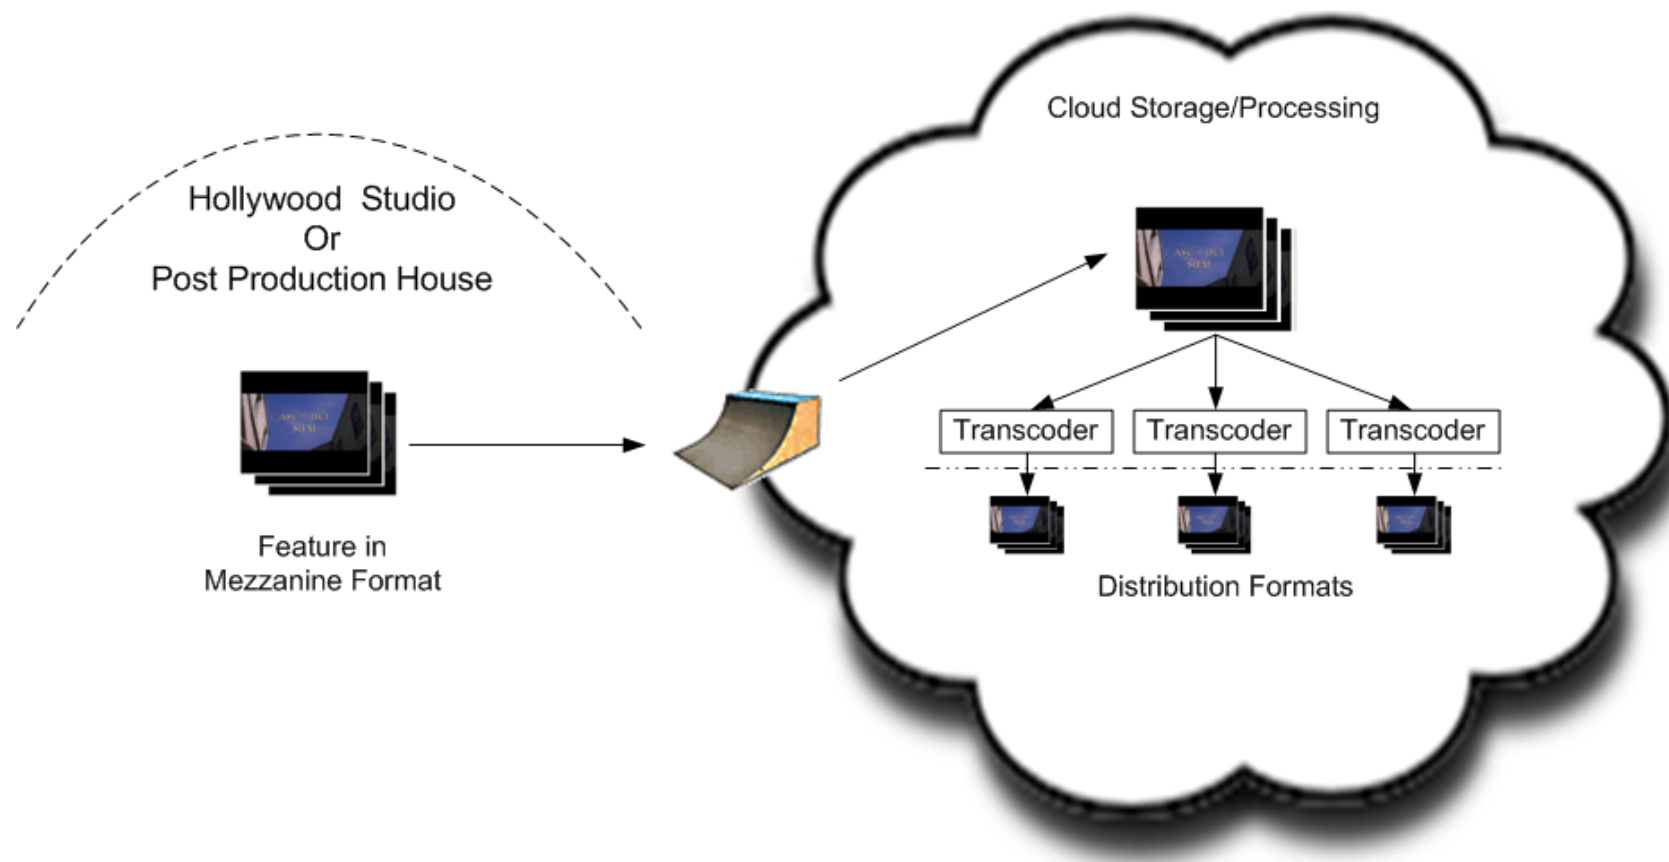 Cloud Storage/Processing
Hollywood Studio
Or
Post Production House
Feature in
Mezzanine Format
Transcoder
Transcoder
Transcoder
Distribution Formats